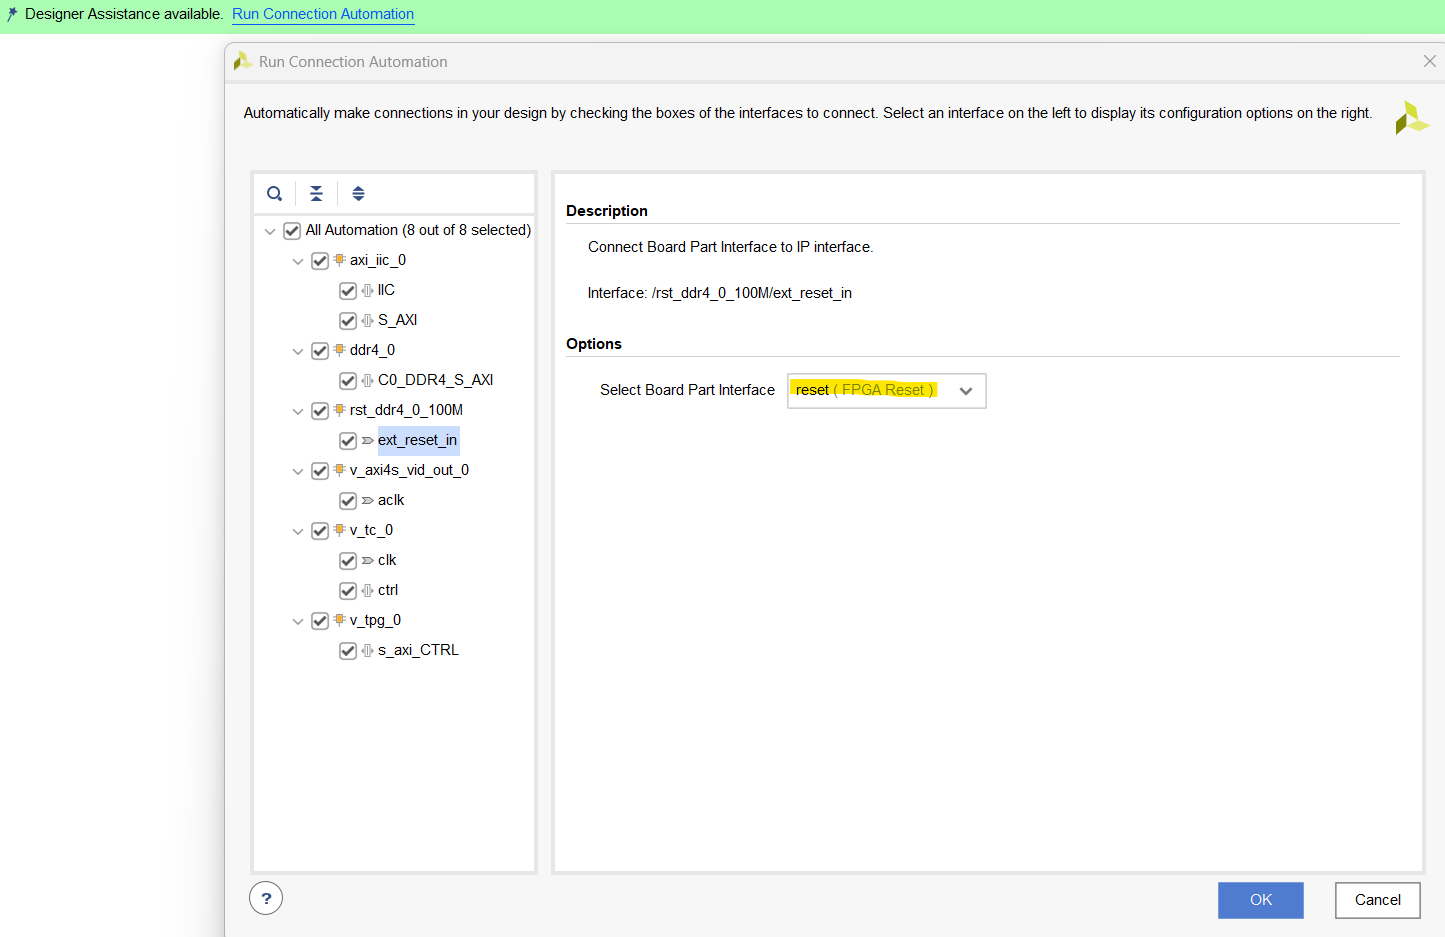 Designer Assistance available. Run Connection Automation
Run Connection Automation
Automatically make connections in your design by checking the boxes of the interfaces to connect. Select an interface on the left to display its configuration options on the right.
All Automation (8 out of 8 selected)
axi_iic_0
IIC
S_AXI
ddr4_0
C0_DDR4_S_AXI
rst_ddr4_0_100M
ext_reset_in
v_axi4s_vid_out_0
aclk
v_tc_0
clk
ctrl
v_tpg_0
s_axi_CTRL
Description
Connect Board Part Interface to IP interface.
Interface: /rst_ddr4_0_100M/ext_reset_in
Options
Select Board Part Interface
reset ( FPGA Reset )
?
OK
Cancel